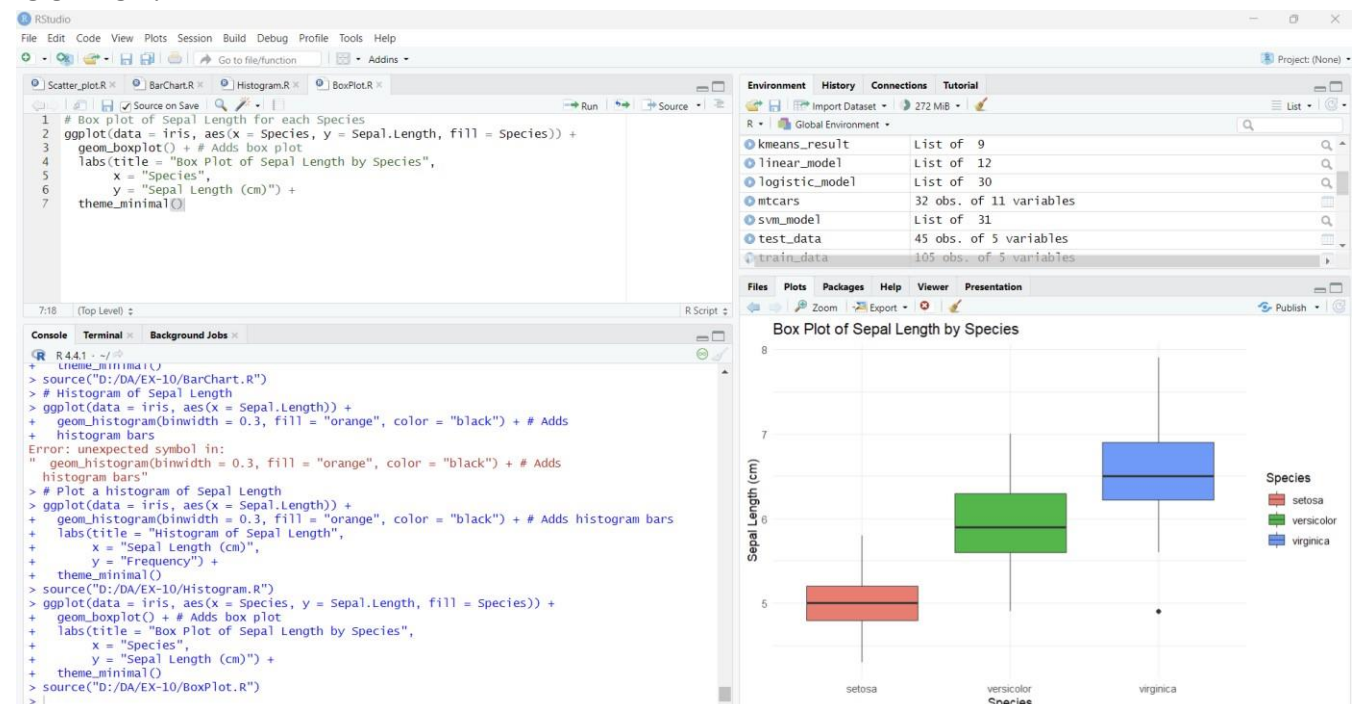 RStudio
File Edit Code View Plots Session Build Debug Profile Tools Help
Go to file/function Addins Project: (None)
Scatter_plot.R BarChart.R Histogram.R BoxPlot.R
Source on Save Run Source
1 # Box plot of Sepal Length for each Species
2 ggplot(data = iris, aes(x = Species, y = Sepal.Length, fill = Species)) +
3 geom_boxplot() + # Adds box plot
4 labs(title = "Box Plot of Sepal Length by Species",
5 x = "Species",
6 y = "Sepal Length (cm)") +
7 theme_minimal()
7:18 (Top Level) R Script
Console Terminal Background Jobs
R 4.4.1 · ~/
+ theme_minimal()
> source("D:/DA/EX-10/BarChart.R")
> # Histogram of Sepal Length
> ggplot(data = iris, aes(x = Sepal.Length)) +
+ geom_histogram(binwidth = 0.3, fill = "orange", color = "black") + # Adds
+ histogram bars
Error: unexpected symbol in:
" geom_histogram(binwidth = 0.3, fill = "orange", color = "black") + # Adds
histogram bars"
> # Plot a histogram of Sepal Length
> ggplot(data = iris, aes(x = Sepal.Length)) +
+ geom_histogram(binwidth = 0.3, fill = "orange", color = "black") + # Adds histogram bars
+ labs(title = "Histogram of Sepal Length",
+ x = "Sepal Length (cm)",
+ y = "Frequency") +
+ theme_minimal()
> source("D:/DA/EX-10/Histogram.R")
> ggplot(data = iris, aes(x = Species, y = Sepal.Length, fill = Species)) +
+ geom_boxplot() + # Adds box plot
+ labs(title = "Box Plot of Sepal Length by Species",
+ x = "Species",
+ y = "Sepal Length (cm)") +
+ theme_minimal()
> source("D:/DA/EX-10/BoxPlot.R")
>
Environment History Connections Tutorial
Import Dataset 272 MiB List
R Global Environment
kmeans_result List of 9
linear_model List of 12
logistic_model List of 30
mtcars 32 obs. of 11 variables
svm_model List of 31
test_data 45 obs. of 5 variables
train_data 105 obs. of 5 variables
Files Plots Packages Help Viewer Presentation
Zoom Export Publish
Box Plot of Sepal Length by Species
8
7
6
5
Sepal Length (cm)
setosa versicolor virginica
Species
Species
setosa
versicolor
virginica